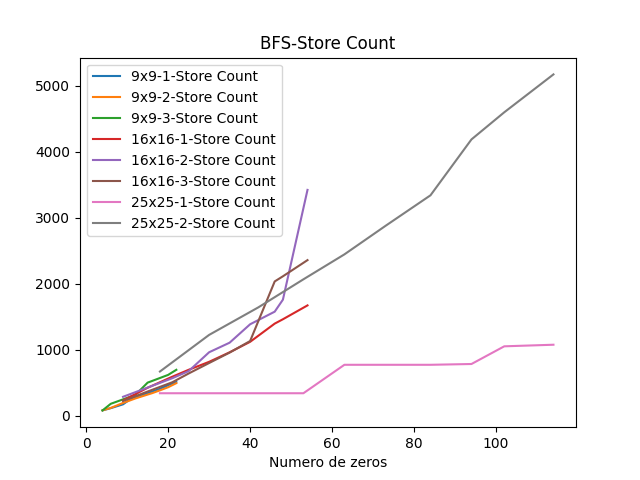 BFS-Store Count
9x9-1-Store Count
9x9-2-Store Count
9x9-3-Store Count
16x16-1-Store Count
16x16-2-Store Count
16x16-3-Store Count
25x25-1-Store Count
25x25-2-Store Count
5000
4000
3000
2000
1000
0
0 20 40 60 80 100
Numero de zeros